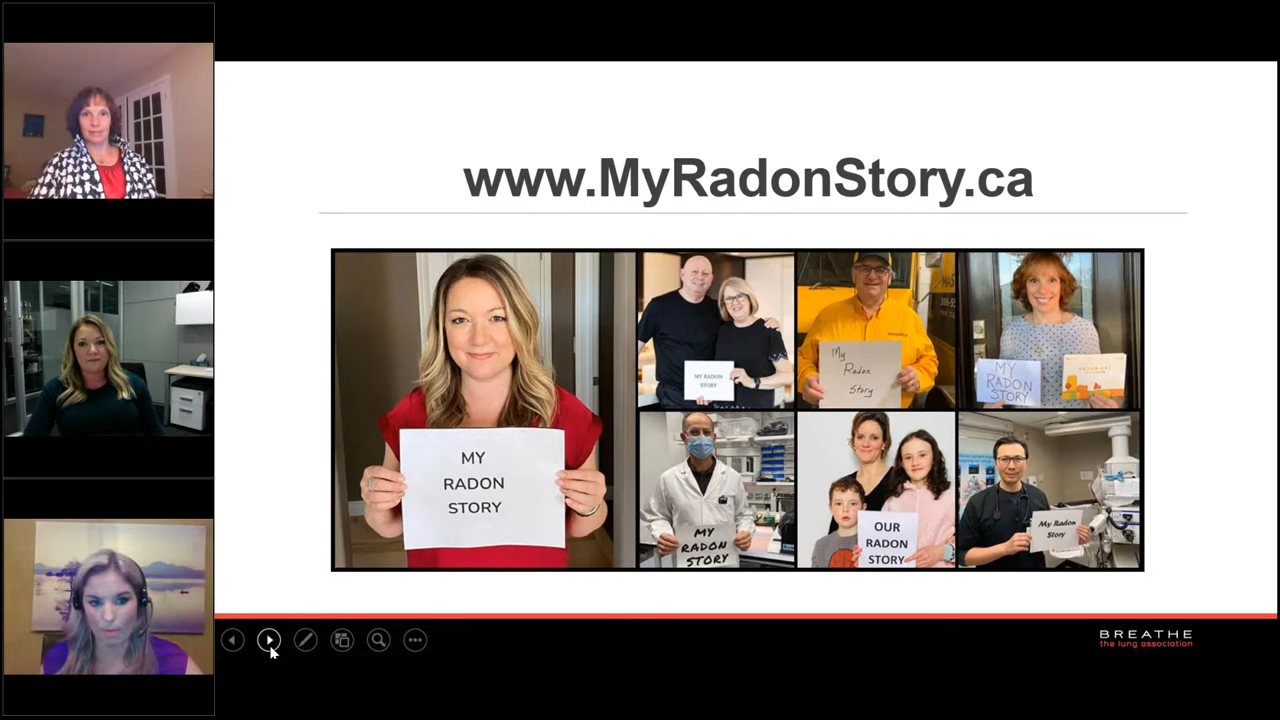 www.MyRadonStory.ca
MY
RADON
STORY
MY RADON
STORY
My
Radon
Story
MY
RADON
STORY
MY
RADON
STORY
OUR
RADON
STORY
My Radon
Story
BREATHE
the lung association